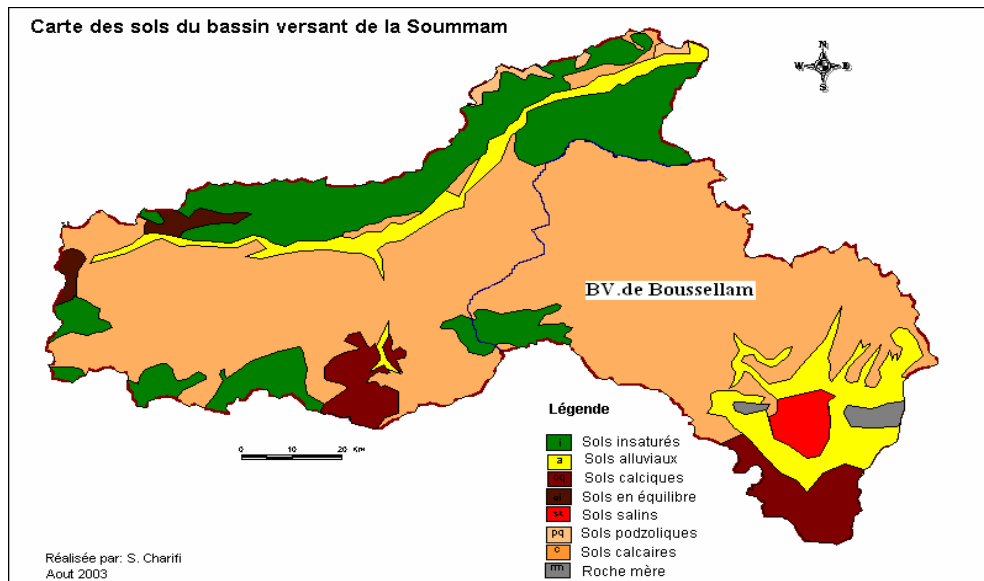 Carte des sols du bassin versant de la Soummam
N
W E
S
BV.de Boussellam
Légende
i Sols insaturés
a Sols alluviaux
cq Sols calciques
Sols en équilibre
Sols salins
pq Sols podzoliques
c Sols calcaires
rm Roche mère
0 10 20 Km
Réalisée par: S. Charifi
Aout 2003